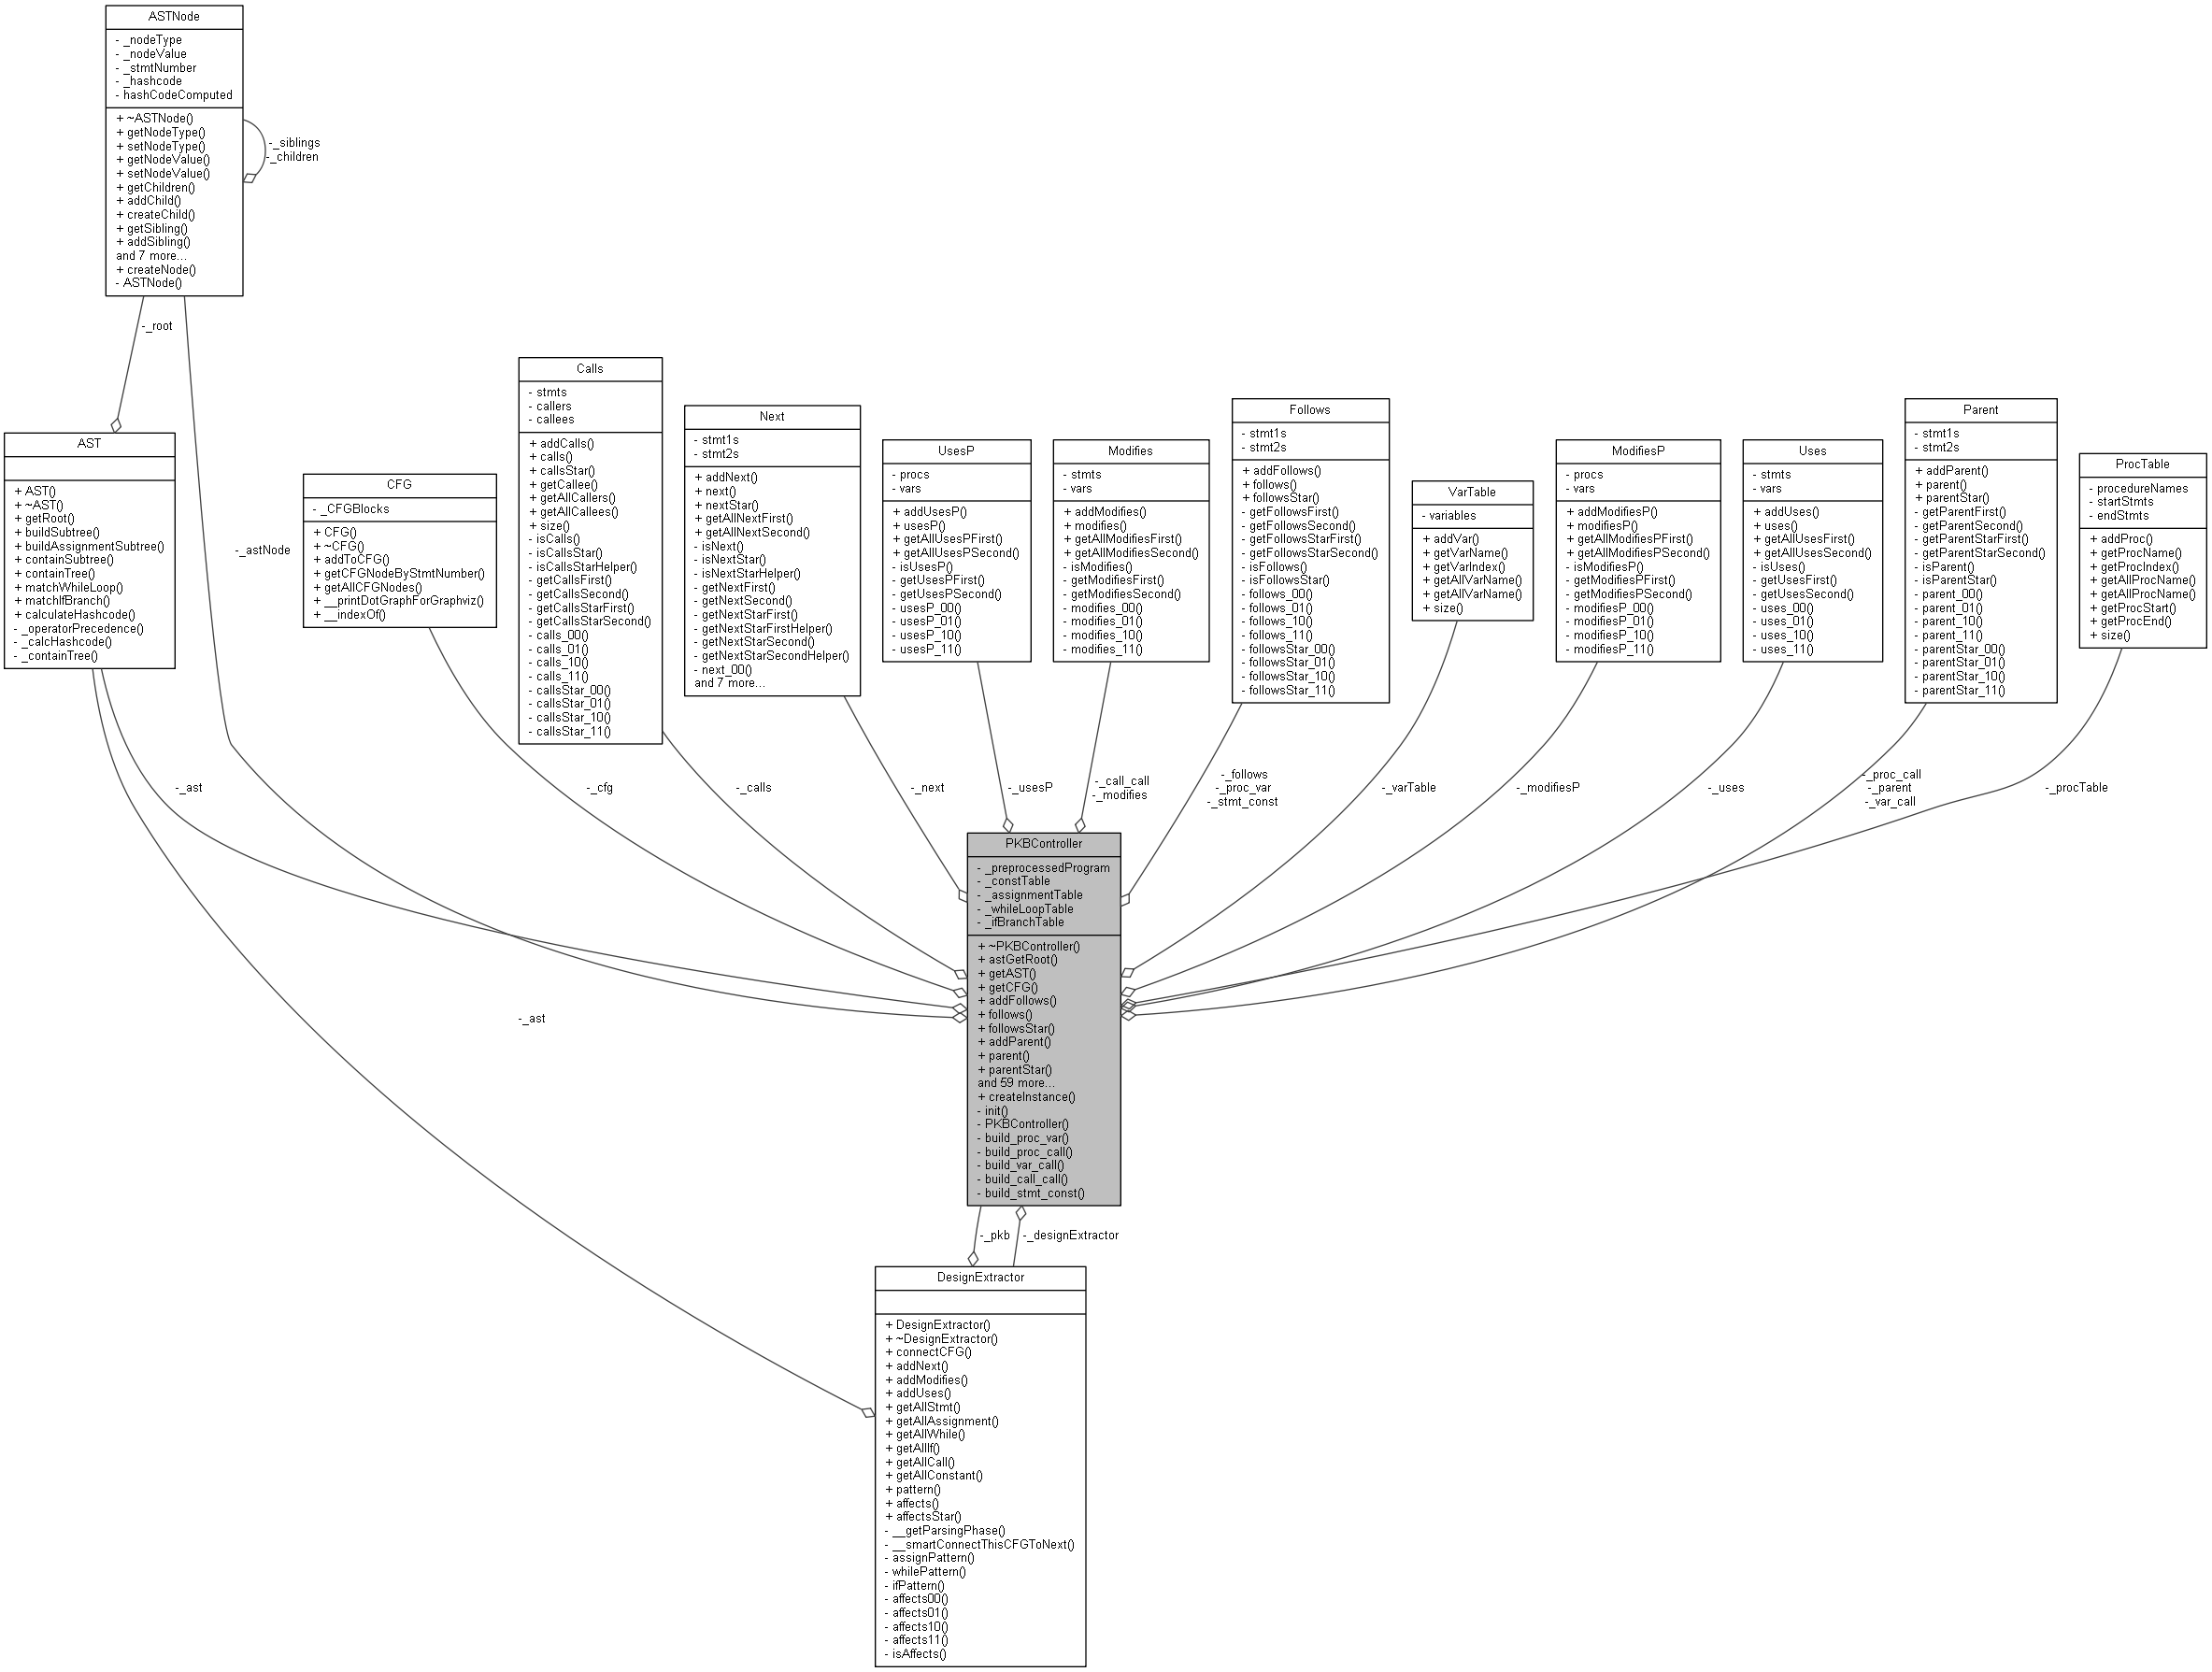 ASTNode
- _nodeType
- _nodeValue
- _stmtNumber
- _hashcode
- hashCodeComputed
+ ~ASTNode()
+ getNodeType()
+ setNodeType()
+ getNodeValue()
+ setNodeValue()
+ getChildren()
+ addChild()
+ createChild()
+ getSibling()
+ addSibling()
and 7 more...
+ createNode()
- ASTNode()
-_siblings
-_children
-_root
-_astNode
AST
+ AST()
+ ~AST()
+ getRoot()
+ buildSubtree()
+ buildAssignmentSubtree()
+ containSubtree()
+ containTree()
+ matchWhileLoop()
+ matchIfBranch()
+ calculateHashcode()
- _operatorPrecedence()
- _calcHashcode()
- _containTree()
CFG
- _CFGBlocks
+ CFG()
+ ~CFG()
+ addToCFG()
+ getCFGNodeByStmtNumber()
+ getAllCFGNodes()
+ __printDotGraphForGraphviz()
+ __indexOf()
Calls
- stmts
- callers
- callees
+ addCalls()
+ calls()
+ callsStar()
+ getCallee()
+ getAllCallers()
+ getAllCallees()
+ size()
- isCalls()
- isCallsStar()
- isCallsStarHelper()
- getCallsFirst()
- getCallsSecond()
- getCallsStarFirst()
- getCallsStarSecond()
- calls_00()
- calls_01()
- calls_10()
- calls_11()
- callsStar_00()
- callsStar_01()
- callsStar_10()
- callsStar_11()
Next
- stmt1s
- stmt2s
+ addNext()
+ next()
+ nextStar()
+ getAllNextFirst()
+ getAllNextSecond()
- isNext()
- isNextStar()
- isNextStarHelper()
- getNextFirst()
- getNextSecond()
- getNextStarFirst()
- getNextStarFirstHelper()
- getNextStarSecond()
- getNextStarSecondHelper()
- next_00()
and 7 more...
UsesP
- procs
- vars
+ addUsesP()
+ usesP()
+ getAllUsesPFirst()
+ getAllUsesPSecond()
- isUsesP()
- getUsesPFirst()
- getUsesPSecond()
- usesP_00()
- usesP_01()
- usesP_10()
- usesP_11()
Modifies
- stmts
- vars
+ addModifies()
+ modifies()
+ getAllModifiesFirst()
+ getAllModifiesSecond()
- isModifies()
- getModifiesFirst()
- getModifiesSecond()
- modifies_00()
- modifies_01()
- modifies_10()
- modifies_11()
Follows
- stmt1s
- stmt2s
+ addFollows()
+ follows()
+ followsStar()
- getFollowsFirst()
- getFollowsSecond()
- getFollowsStarFirst()
- getFollowsStarSecond()
- isFollows()
- isFollowsStar()
- follows_00()
- follows_01()
- follows_10()
- follows_11()
- followsStar_00()
- followsStar_01()
- followsStar_10()
- followsStar_11()
VarTable
- variables
+ addVar()
+ getVarName()
+ getVarIndex()
+ getAllVarName()
+ getAllVarName()
+ size()
ModifiesP
- procs
- vars
+ addModifiesP()
+ modifiesP()
+ getAllModifiesPFirst()
+ getAllModifiesPSecond()
- isModifiesP()
- getModifiesPFirst()
- getModifiesPSecond()
- modifiesP_00()
- modifiesP_01()
- modifiesP_10()
- modifiesP_11()
Uses
- stmts
- vars
+ addUses()
+ uses()
+ getAllUsesFirst()
+ getAllUsesSecond()
- isUses()
- getUsesFirst()
- getUsesSecond()
- uses_00()
- uses_01()
- uses_10()
- uses_11()
Parent
- stmt1s
- stmt2s
+ addParent()
+ parent()
+ parentStar()
- getParentFirst()
- getParentSecond()
- getParentStarFirst()
- getParentStarSecond()
- isParent()
- isParentStar()
- parent_00()
- parent_01()
- parent_10()
- parent_11()
- parentStar_00()
- parentStar_01()
- parentStar_10()
- parentStar_11()
ProcTable
- procedureNames
- startStmts
- endStmts
+ addProc()
+ getProcName()
+ getProcIndex()
+ getAllProcName()
+ getAllProcName()
+ getProcStart()
+ getProcEnd()
+ size()
-_ast
-_cfg
-_calls
-_next
-_usesP
-_call_call
-_modifies
-_follows
-_proc_var
-_stmt_const
-_varTable
-_modifiesP
-_uses
-_proc_call
-_parent
-_var_call
-_procTable
-_ast
PKBController
- _preprocessedProgram
- _constTable
- _assignmentTable
- _whileLoopTable
- _ifBranchTable
+ ~PKBController()
+ astGetRoot()
+ getAST()
+ getCFG()
+ addFollows()
+ follows()
+ followsStar()
+ addParent()
+ parent()
+ parentStar()
and 59 more...
+ createInstance()
- init()
- PKBController()
- build_proc_var()
- build_proc_call()
- build_var_call()
- build_call_call()
- build_stmt_const()
-_pkb
-_designExtractor
DesignExtractor
+ DesignExtractor()
+ ~DesignExtractor()
+ connectCFG()
+ addNext()
+ addModifies()
+ addUses()
+ getAllStmt()
+ getAllAssignment()
+ getAllWhile()
+ getAllIf()
+ getAllCall()
+ getAllConstant()
+ pattern()
+ affects()
+ affectsStar()
- __getParsingPhase()
- __smartConnectThisCFGToNext()
- assignPattern()
- whilePattern()
- ifPattern()
- affects00()
- affects01()
- affects10()
- affects11()
- isAffects()